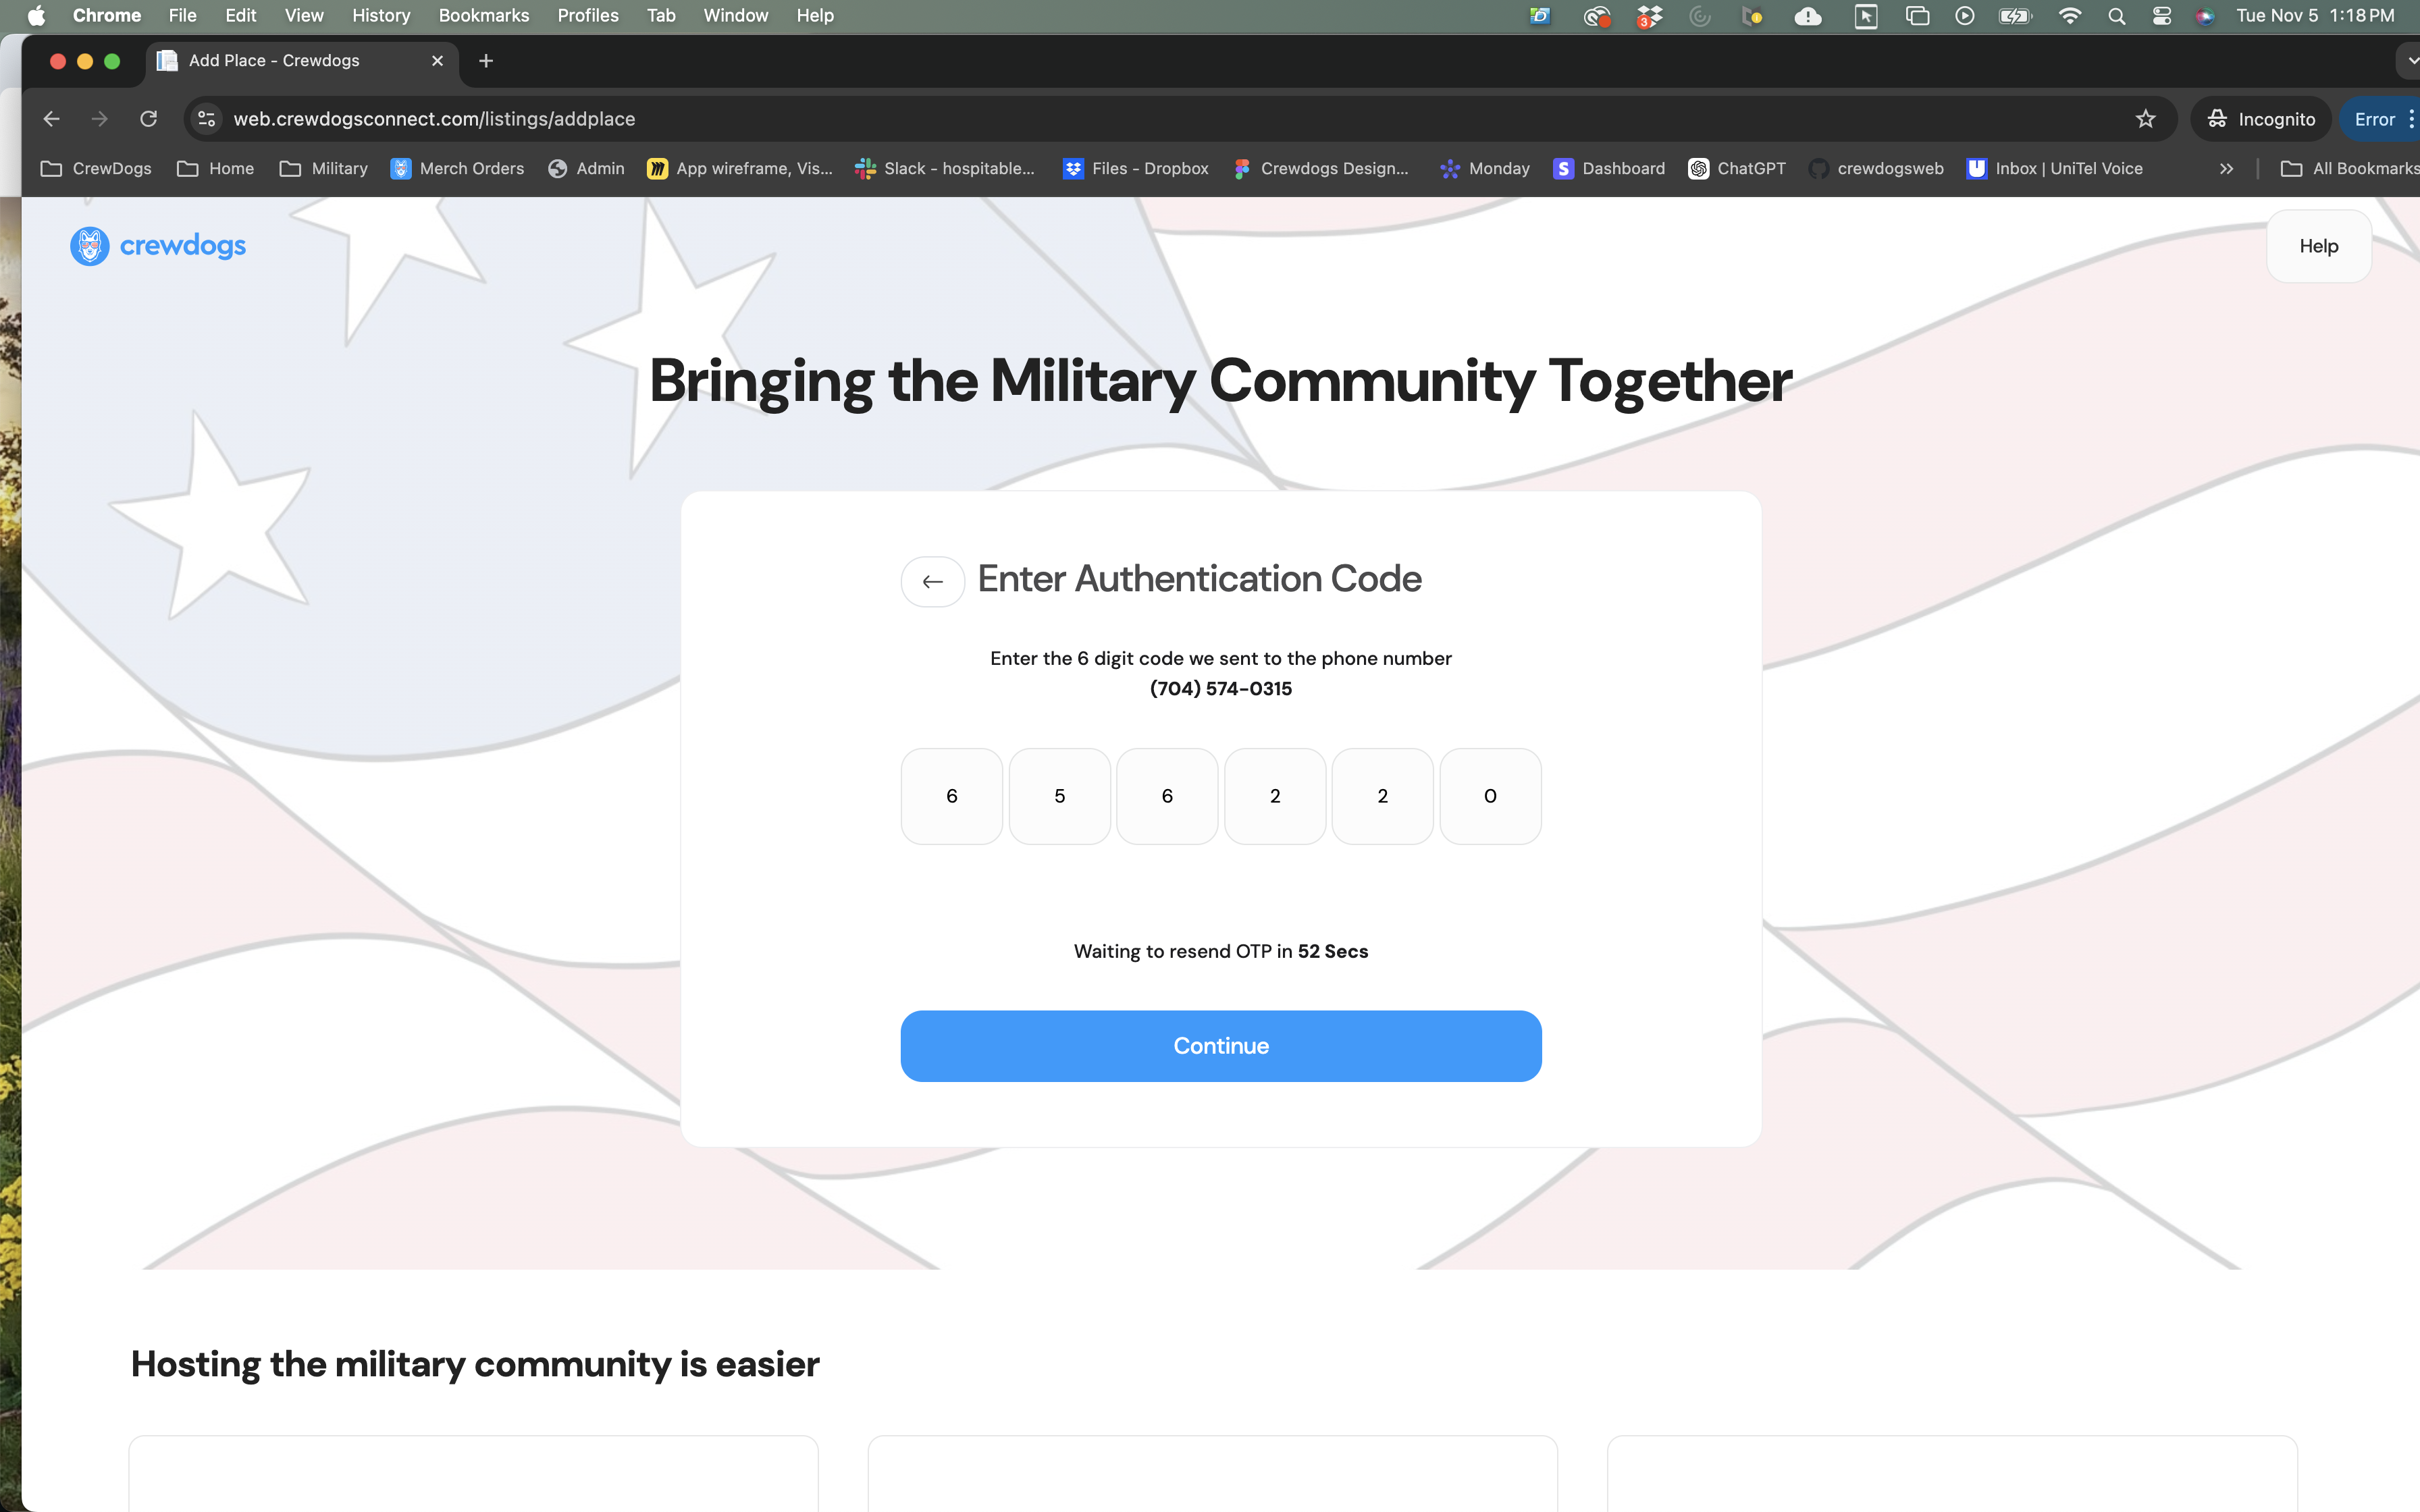 Chrome File Edit View History Bookmarks Profiles Tab Window Help 3 Tue Nov 5 1:18 PM
Add Place - Crewdogs
web.crewdogsconnect.com/listings/addplace Incognito Error
CrewDogs Home Military Merch Orders Admin App wireframe, Vis... Slack - hospitable... Files - Dropbox Crewdogs Design... Monday Dashboard ChatGPT crewdogsweb Inbox | UniTel Voice All Bookmarks
crewdogs
Help
Bringing the Military Community Together
Enter Authentication Code
Enter the 6 digit code we sent to the phone number
(704) 574-0315
6 5 6 2 2 0
Waiting to resend OTP in 52 Secs
Continue
Hosting the military community is easier